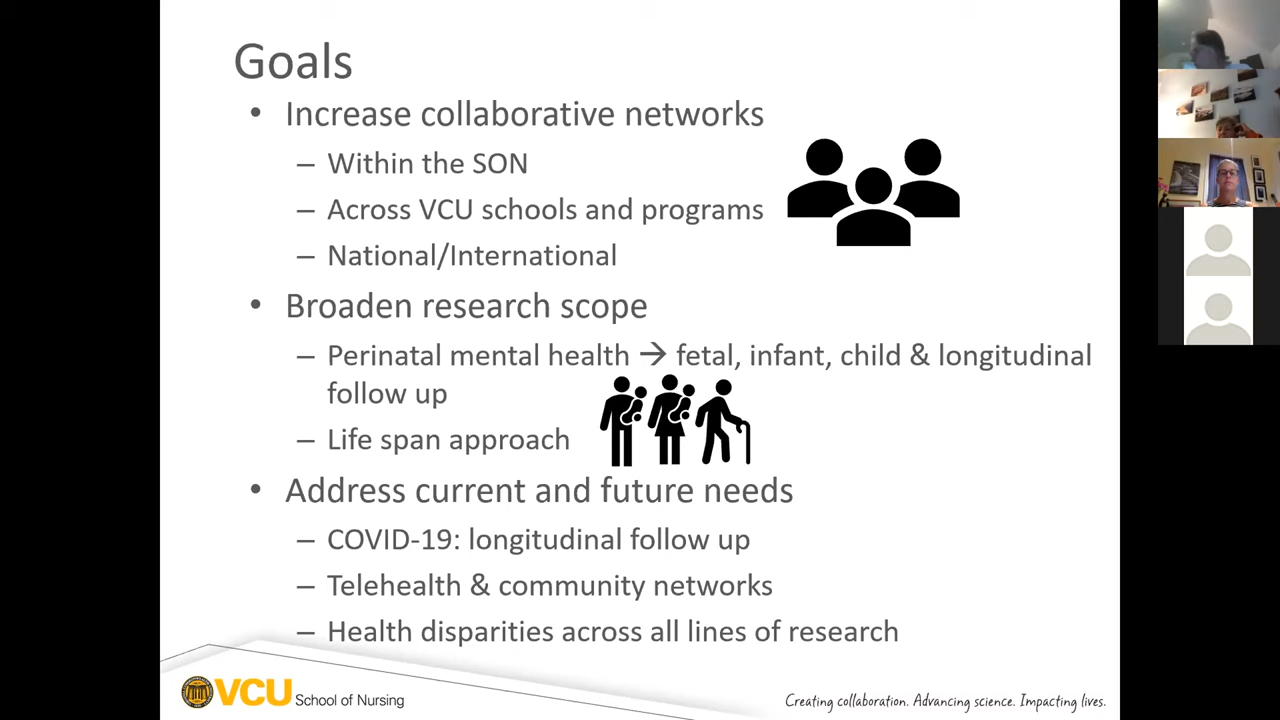 Goals
• Increase collaborative networks
– Within the SON
– Across VCU schools and programs
– National/International
• Broaden research scope
– Perinatal mental health → fetal, infant, child & longitudinal
follow up
– Life span approach
• Address current and future needs
– COVID-19: longitudinal follow up
– Telehealth & community networks
– Health disparities across all lines of research
VCU School of Nursing
Creating collaboration. Advancing science. Impacting lives.